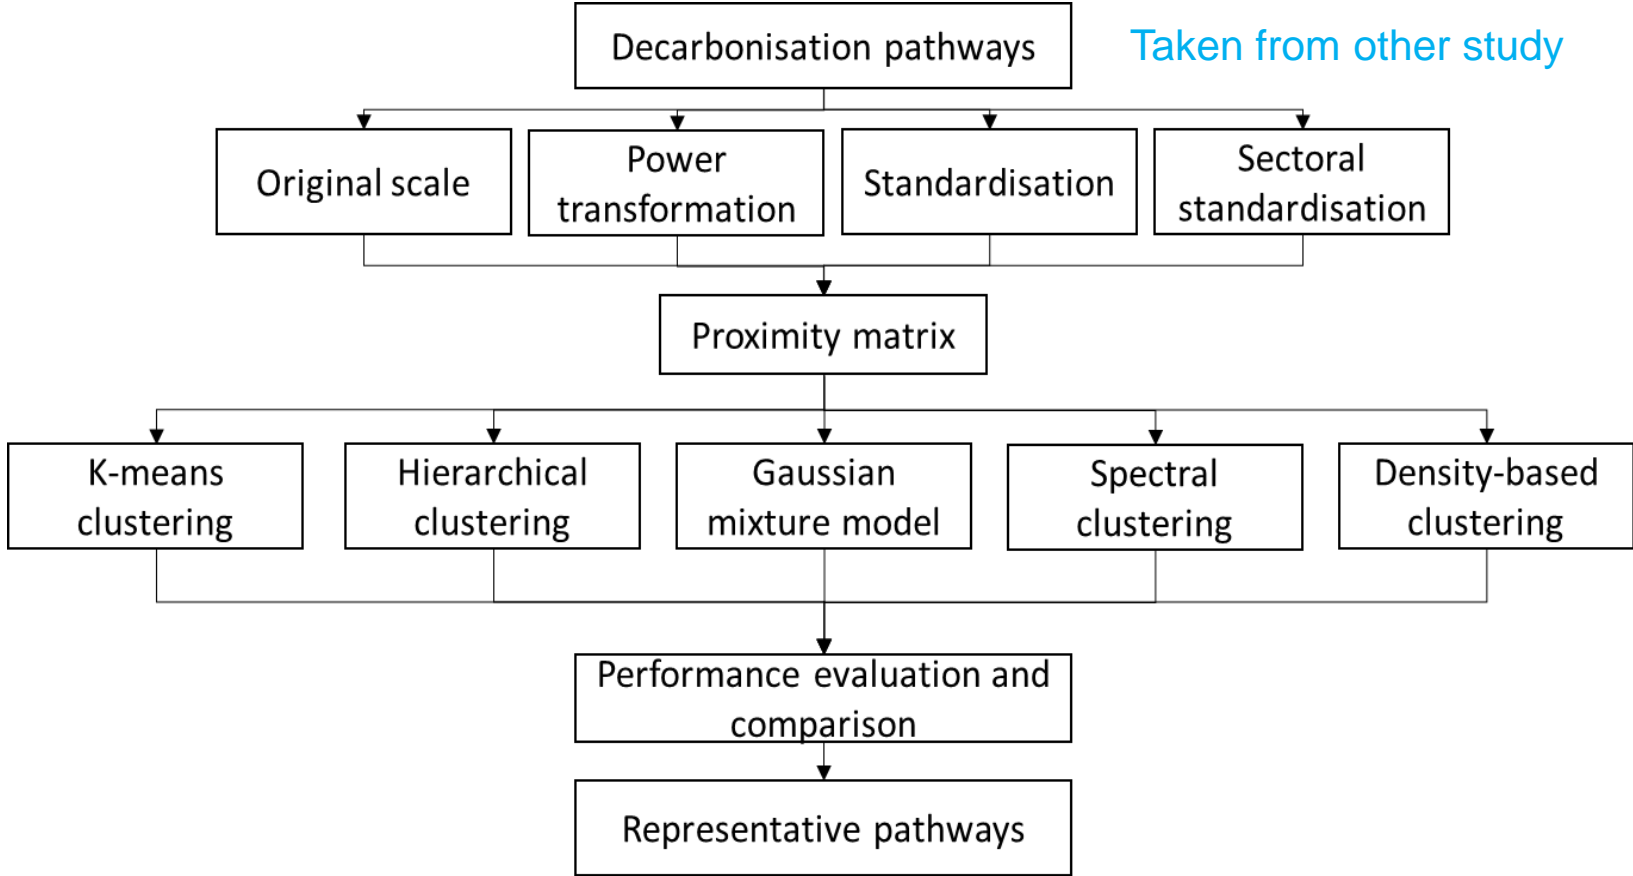 Decarbonisation pathways
Taken from other study
Original scale
Power
transformation
Standardisation
Sectoral
standardisation
Proximity matrix
K-means
clustering
Hierarchical
clustering
Gaussian
mixture model
Spectral
clustering
Density-based
clustering
Performance evaluation and
comparison
Representative pathways